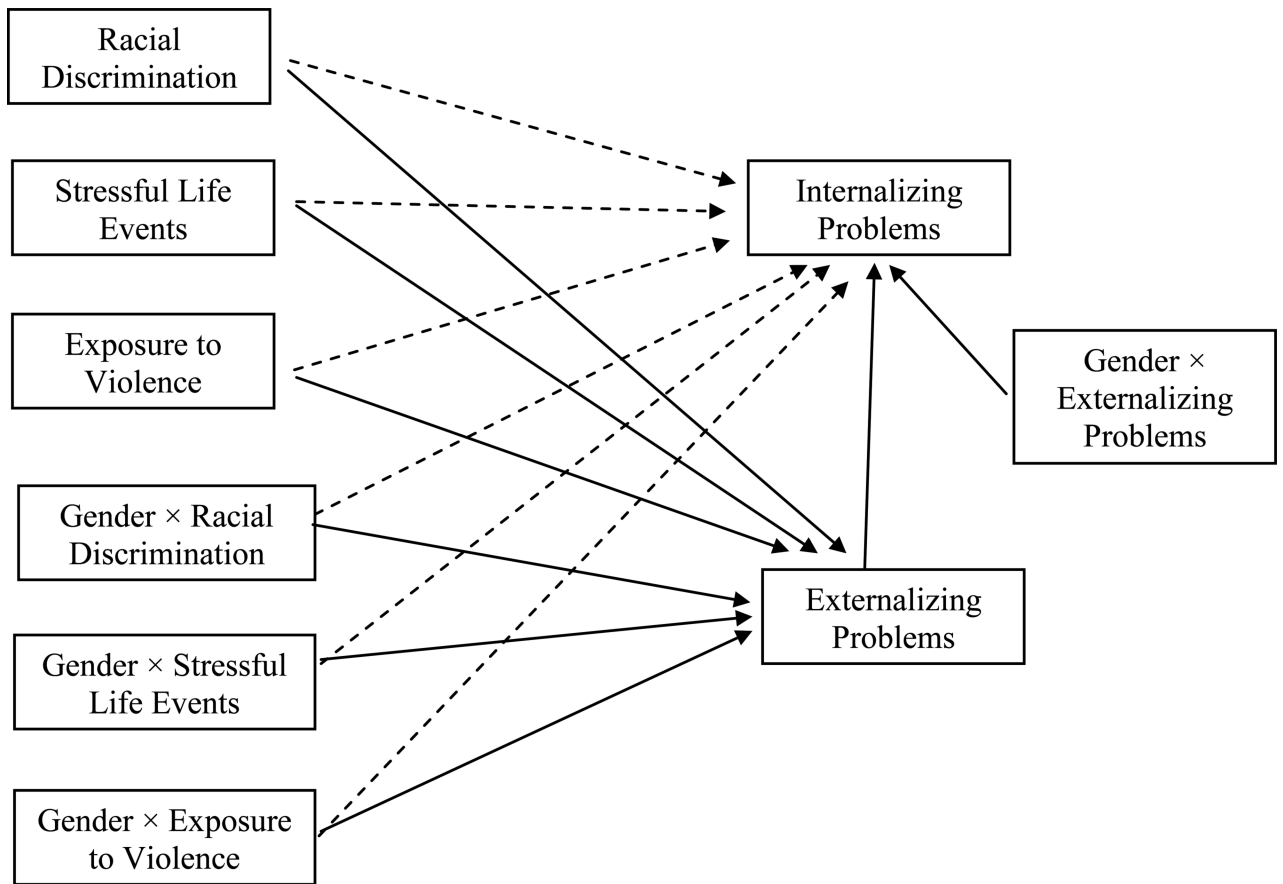 Racial
Discrimination
Stressful Life
Events
Exposure to
Violence
Gender × Racial
Discrimination
Gender × Stressful
Life Events
Gender × Exposure
to Violence
Internalizing
Problems
Gender ×
Externalizing
Problems
Externalizing
Problems